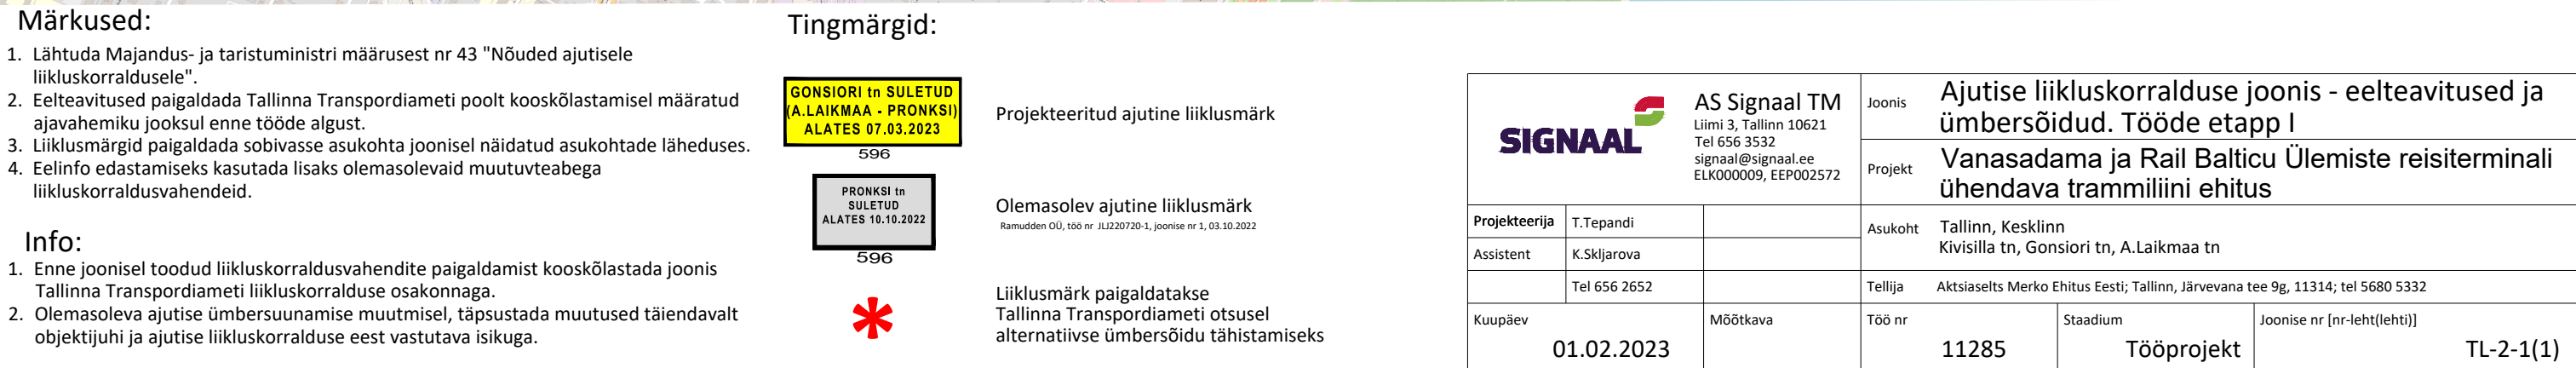 Märkused:
1. Lähtuda Majandus- ja taristuministri määrusest nr 43 "Nõuded ajutisele
liikluskorraldusele".
2. Eelteavitused paigaldada Tallinna Transpordiameti poolt kooskõlastamisel määratud
ajavahemiku jooksul enne tööde algust.
3. Liiklusmärgid paigaldada sobivasse asukohta joonisel näidatud asukohtade läheduses.
4. Eelinfo edastamiseks kasutada lisaks olemasolevaid muutuvteabega
liikluskorraldusvahendeid.
Info:
1. Enne joonisel toodud liikluskorraldusvahendite paigaldamist kooskõlastada joonis
Tallinna Transpordiameti liikluskorralduse osakonnaga.
2. Olemasoleva ajutise ümbersuunamise muutmisel, täpsustada muutused täiendavalt
objektijuhi ja ajutise liikluskorralduse eest vastutava isikuga.
Tingmärgid:
GONSIORI tn SULETUD
(A.LAIKMAA - PRONKSI)
ALATES 07.03.2023
596
Projekteeritud ajutine liiklusmärk
PRONKSI tn
SULETUD
ALATES 10.10.2022
596
Olemasolev ajutine liiklusmärk
Ramudden OÜ, töö nr JLJ220720-1, joonise nr 1, 03.10.2022
*
Liiklusmärk paigaldatakse
Tallinna Transpordiameti otsusel
alternatiivse ümbersõidu tähistamiseks
SIGNAAL
AS Signaal TM
Liimi 3, Tallinn 10621
Tel 656 3532
signaal@signaal.ee
ELK000009, EEP002572
Joonis
Ajutise liikluskorralduse joonis - eelteavitused ja
ümbersõidud. Tööde etapp I
Projekt
Vanasadama ja Rail Balticu Ülemiste reisiterminali
ühendava trammiliini ehitus
Projekteerija T.Tepandi
Assistent K.Skljarova
Tel 656 2652
Asukoht
Tallinn, Kesklinn
Kivisilla tn, Gonsiori tn, A.Laikmaa tn
Tellija Aktsiaselts Merko Ehitus Eesti; Tallinn, Järvevana tee 9g, 11314; tel 5680 5332
Kuupäev
01.02.2023
Mõõtkava
Töö nr
11285
Staadium
Tööprojekt
Joonise nr [nr-leht(lehti)]
TL-2-1(1)